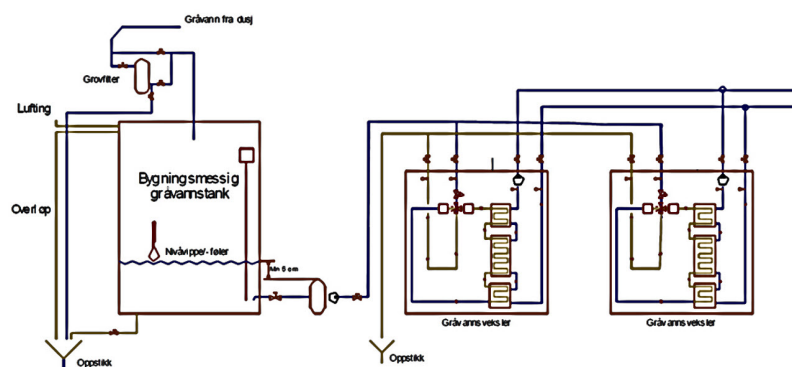 Gråvann fra dusj
Grovfilter
Lufting
Bygningsmessig
gråvannstank
Overløp
Nivåvippe/-føler
Min 5 cm
Gråvannsveksler
Gråvannsveksler
Oppstikk
Oppstikk